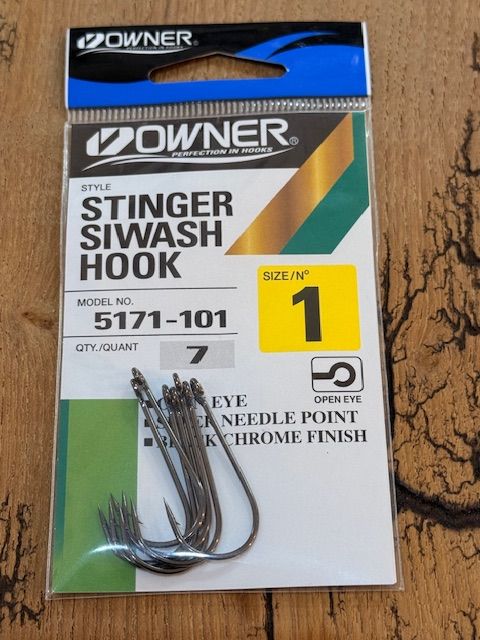 OWNER
PERFECTION IN HOOKS
OWNER®
PERFECTION IN HOOKS
STYLE
STINGER
SIWASH
HOOK
MODEL NO.
5171-101
QTY./QUANT 7
SIZE/Nº
1
OPEN EYE
EYE
NEEDLE POINT
CHROME FINISH